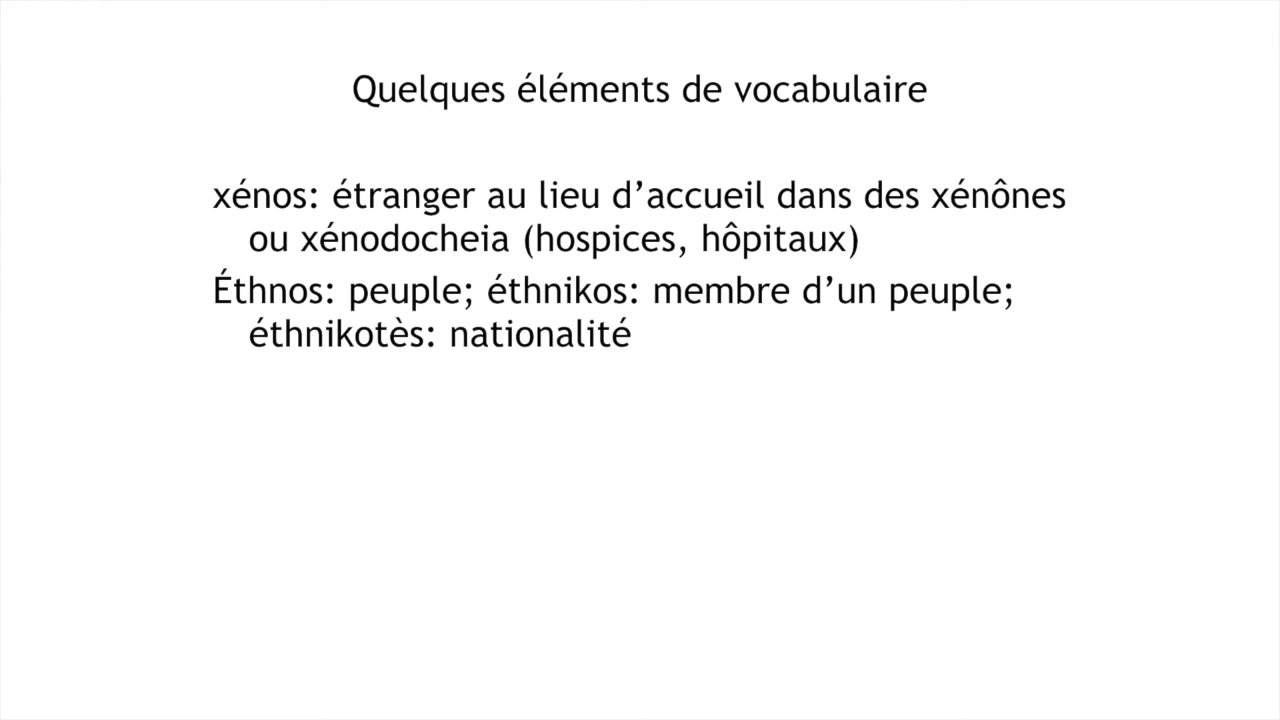 Quelques éléments de vocabulaire
xénos: étranger au lieu d’accueil dans des xénônes
ou xénodocheia (hospices, hôpitaux)
Éthnos: peuple; éthnikos: membre d’un peuple;
éthnikotès: nationalité